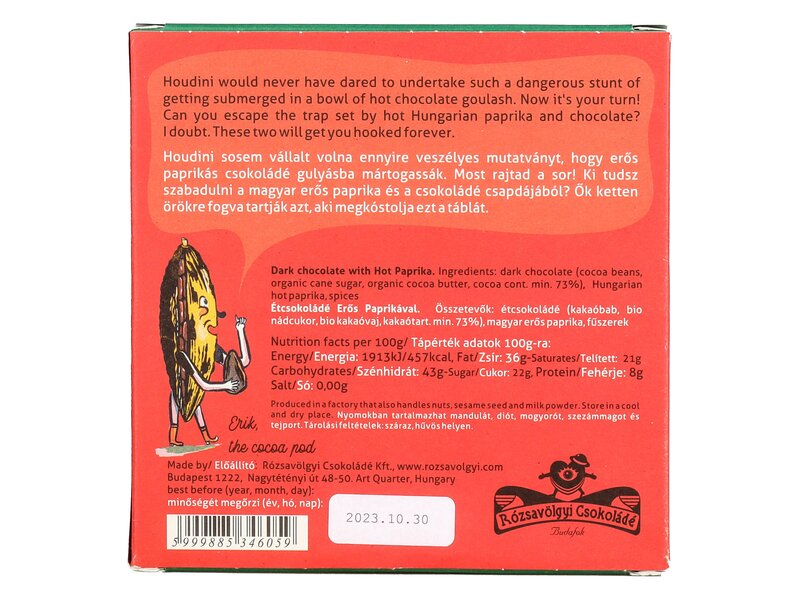 Houdini would never have dared to undertake such a dangerous stunt of
getting submerged in a bowl of hot chocolate goulash. Now it's your turn!
Can you escape the trap set by hot Hungarian paprika and chocolate?
I doubt. These two will get you hooked forever.
Houdini sosem vállalt volna ennyire veszélyes mutatványt, hogy erős
paprikás csokoládé gulyásba mártogassák. Most rajtad a sor! Ki tudsz
szabadulni a magyar erős paprika és a csokoládé csapdájából? Ők ketten
örökre fogva tartják azt, aki megkóstolja ezt a táblát.
Dark chocolate with Hot Paprika. Ingredients: dark chocolate (cocoa beans,
organic cane sugar, organic cocoa butter, cocoa cont. min. 73%), Hungarian
hot paprika, spices
Étcsokoládé Erős Paprikával. Összetevők: étcsokoládé (kakaóbab, bio
nádcukor, bio kakaóvaj, kakaótart. min. 73%), magyar erős paprika, fűszerek
Nutrition facts per 100g/ Tápérték adatok 100g-ra:
Energy/Energia: 1913kJ/457kcal, Fat/Zsír: 36g-Saturates/Telített: 21g
Carbohydrates/Szénhidrát: 43g-Sugar/Cukor: 22g, Protein/Fehérje: 8g
Salt/Só: 0,00g
Produced in a factory that also handles nuts, sesame seed and milk powder. Store in a cool
and dry place. Nyomokban tartalmazhat mandulát, diót, mogyorót, szezámmagot és
tejport. Tárolási feltételek: száraz, hűvös helyen.
Erik,
the cocoa pod
Made by/ Előállító: Rózsavölgyi Csokoládé Kft., www.rozsavolgyi.com
Budapest 1222, Nagytétényi út 48-50. Art Quarter, Hungary
best before (year, month, day):
minőségét megőrzi (év, hó, nap):
2023.10.30
5 999885 346059
Rózsavölgyi Csokoládé
Budafok